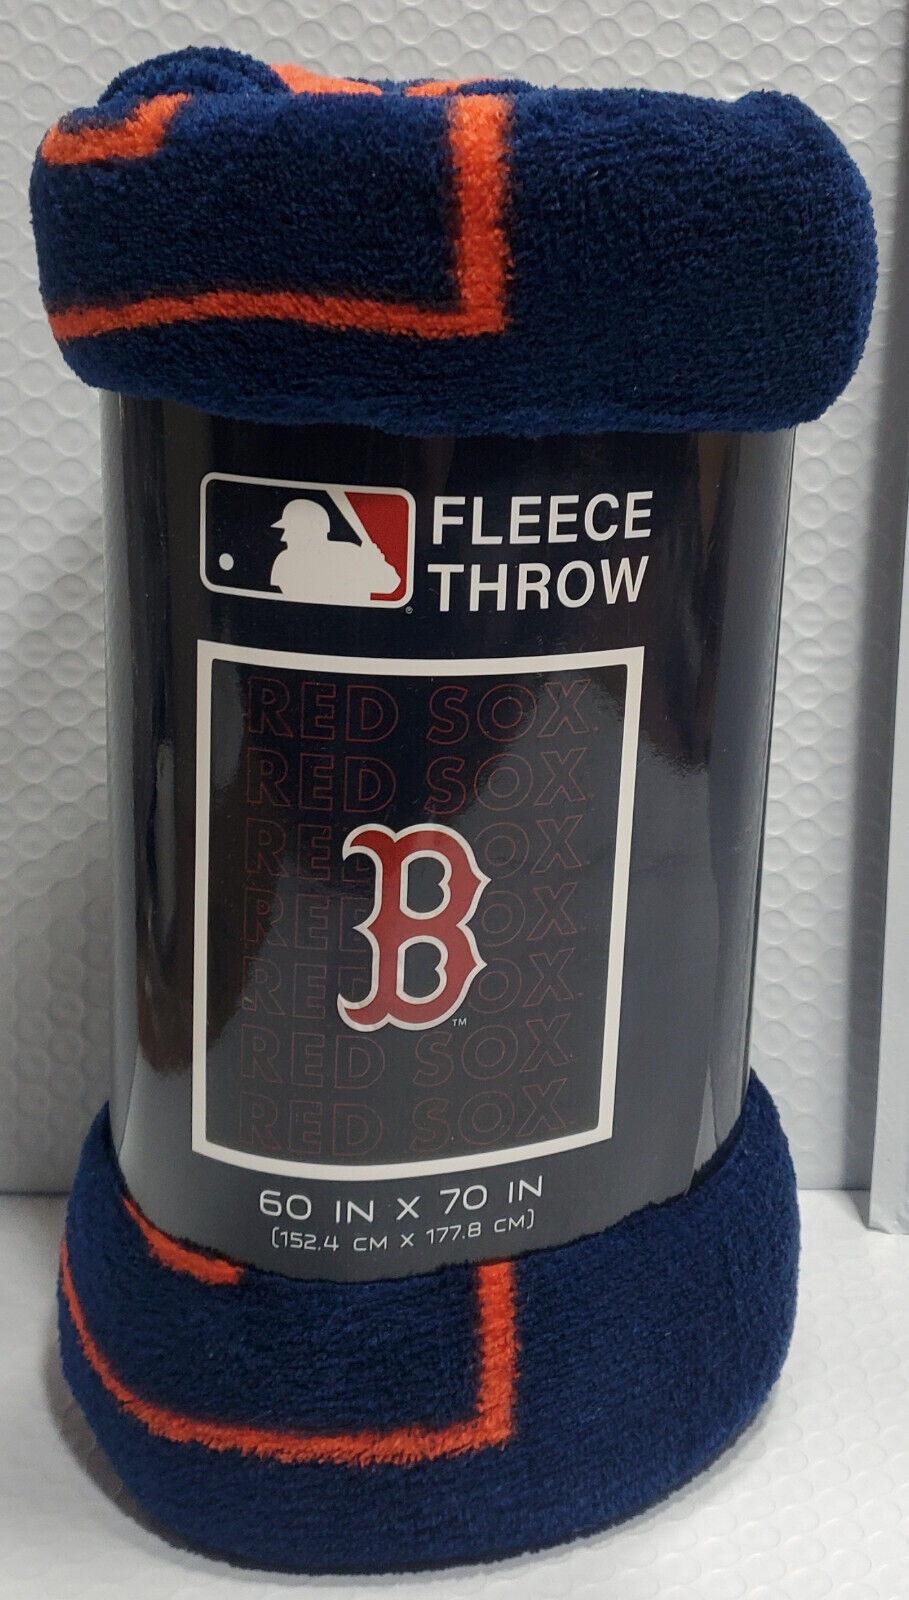 FLEECE
THROW
RED SOX
RED SOX
RED SOX
RED SOX
RED SOX
RED SOX
RED SOX
B
™
60 IN X 70 IN
(152.4 CM X 177.8 CM)